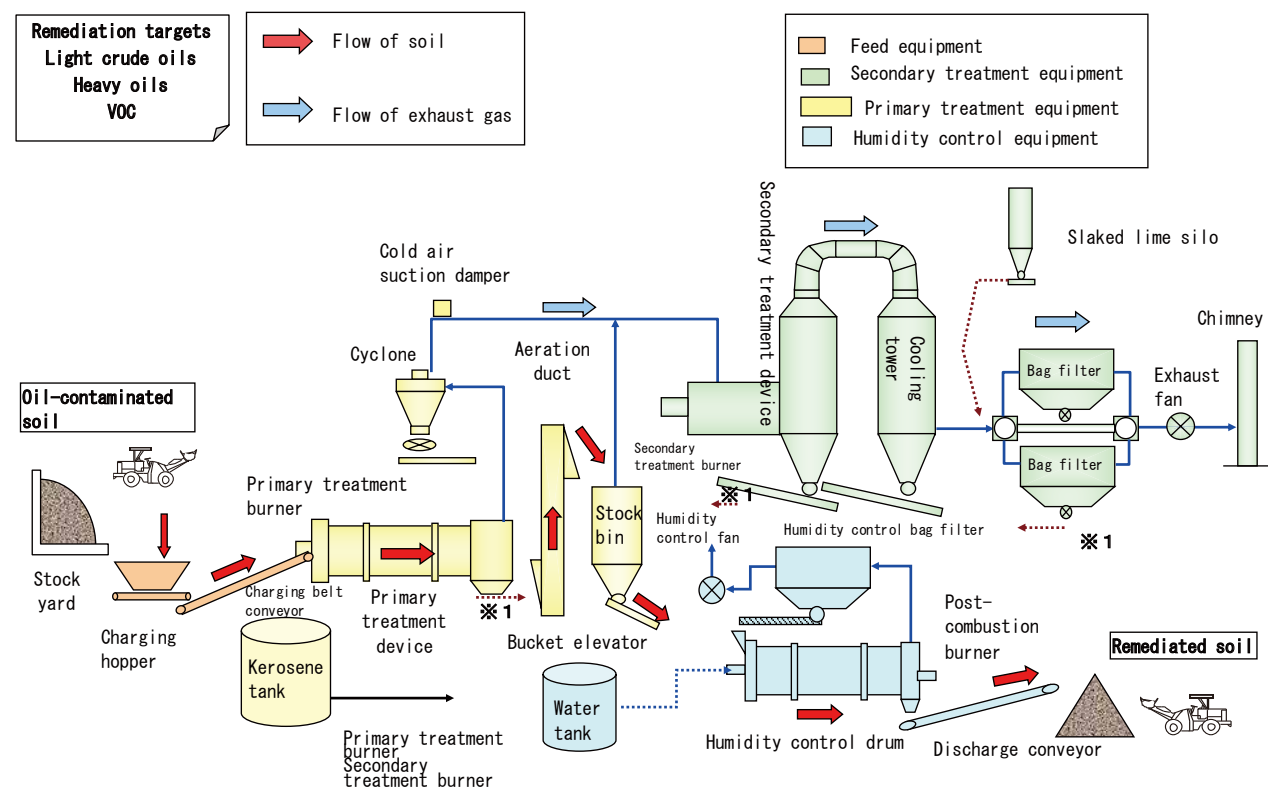 Remediation targets
Light crude oils
Heavy oils
VOC
Flow of soil
Flow of exhaust gas
Feed equipment
Secondary treatment equipment
Primary treatment equipment
Humidity control equipment
Slaked lime silo
Secondary treatment device
Cold air
suction damper
Cyclone
Aeration
duct
Cooling
tower
Bag filter
Exhaust
fan
Chimney
Oil-contaminated
soil
Secondary
treatment burner
Bag filter
Primary treatment
burner
Stock
bin
※1
Humidity
control fan
Humidity control bag filter
※1
Stock
yard
Charging
hopper
Charging belt
conveyor
Primary
treatment
device
※1
Bucket elevator
Post-
combustion
burner
Remediated soil
Kerosene
tank
Water
tank
Humidity control drum
Discharge conveyor
Primary treatment
burner
Secondary
treatment burner